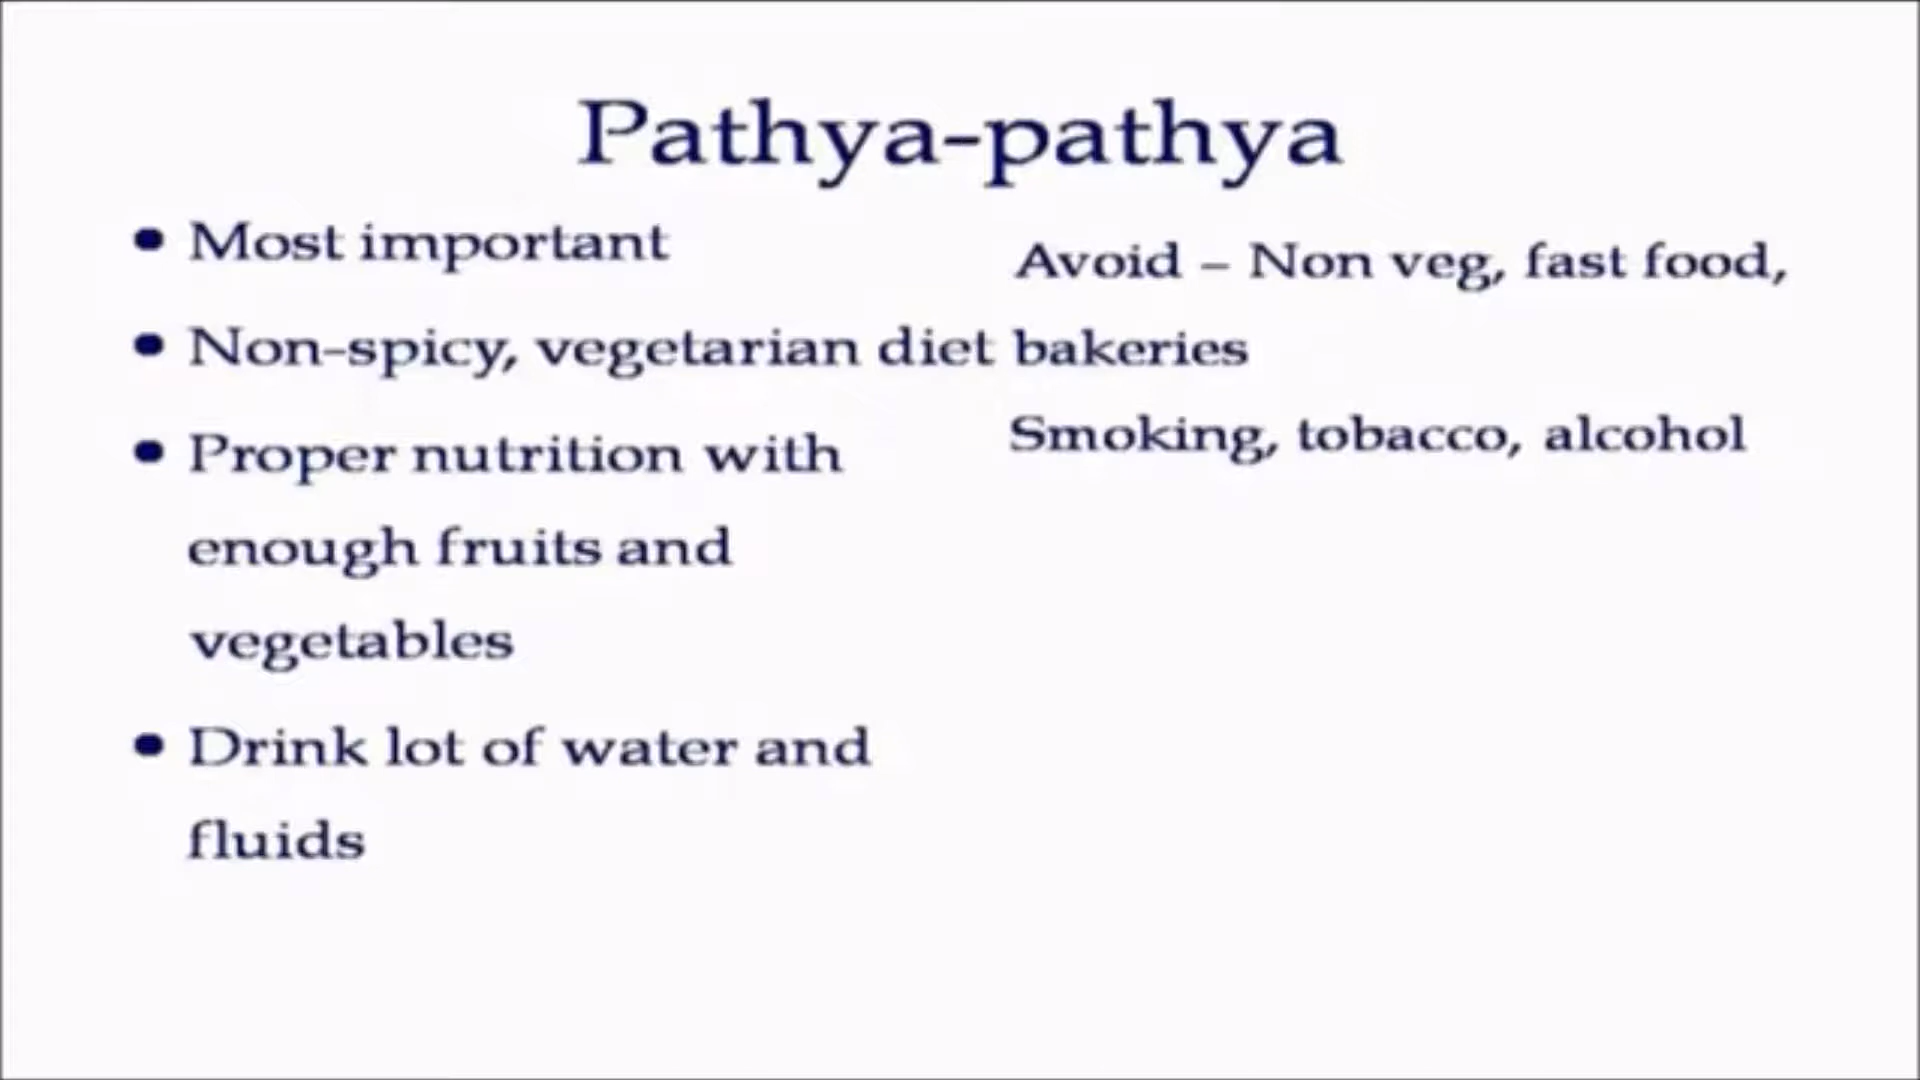 Pathya-pathya
• Most important
• Non-spicy, vegetarian diet
• Proper nutrition with
enough fruits and
vegetables
• Drink lot of water and
fluids
Avoid – Non veg, fast food,
bakeries
Smoking, tobacco, alcohol